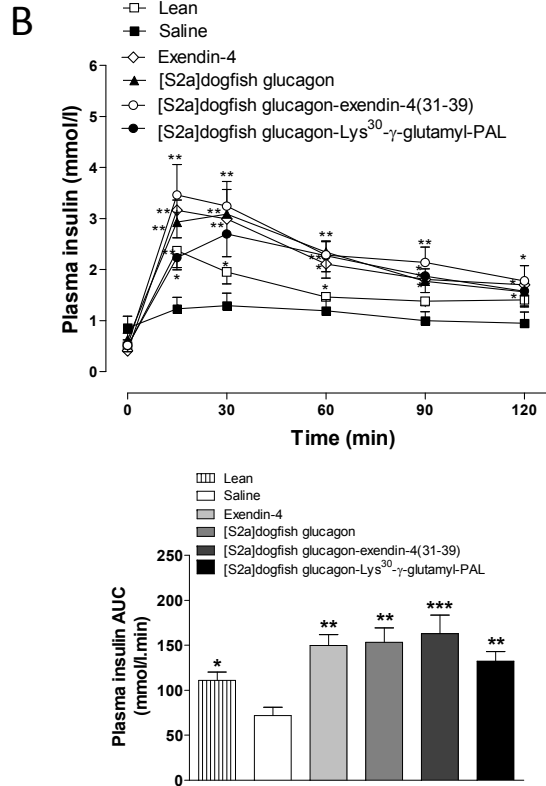 B
Lean
Saline
Exendin-4
[S2a]dogfish glucagon
[S2a]dogfish glucagon-exendin-4(31-39)
[S2a]dogfish glucagon-Lys³⁰-γ-glutamyl-PAL
Plasma insulin (mmol/l)
6
5
4
3
2
1
0
** ** ** ** ** ** ** * * * ** ** * * ** * * * * *
0 30 60 90 120
Time (min)
Lean
Saline
Exendin-4
[S2a]dogfish glucagon
[S2a]dogfish glucagon-exendin-4(31-39)
[S2a]dogfish glucagon-Lys³⁰-γ-glutamyl-PAL
Plasma insulin AUC
(mmol/l.min)
250
200
150
100
50
0
* ** ** *** **